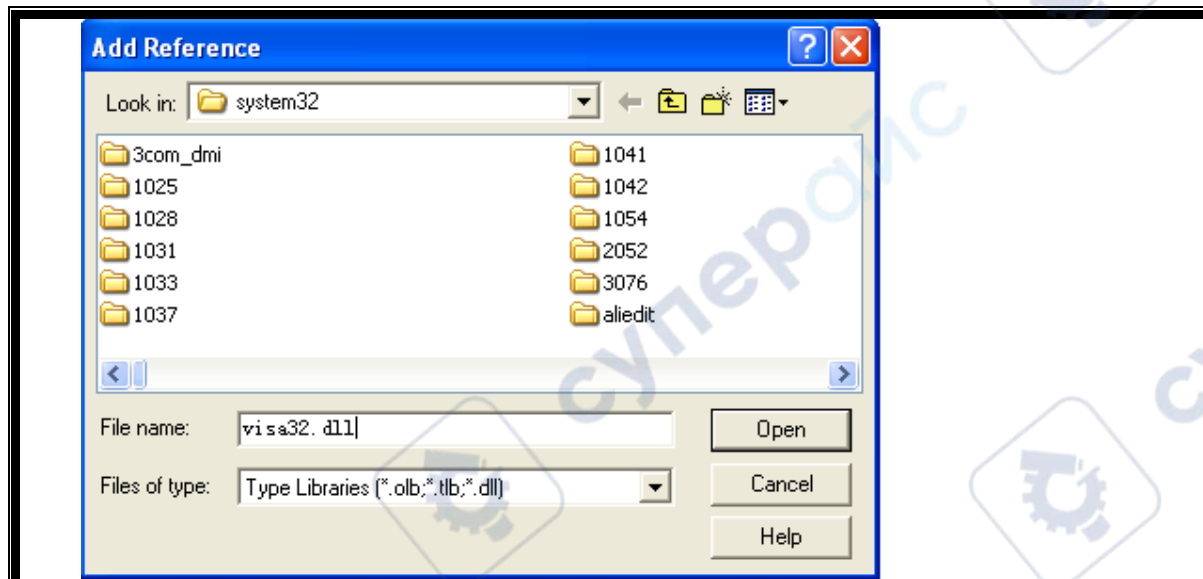 Add Reference
Look in: system32
3com_dmi
1025
1028
1031
1033
1037
1041
1042
1054
2052
3076
aliedit
File name: visa32.dll
Open
Files of type: Type Libraries (*.olb;*.tlb;*.dll)
Cancel
Help
суперайс